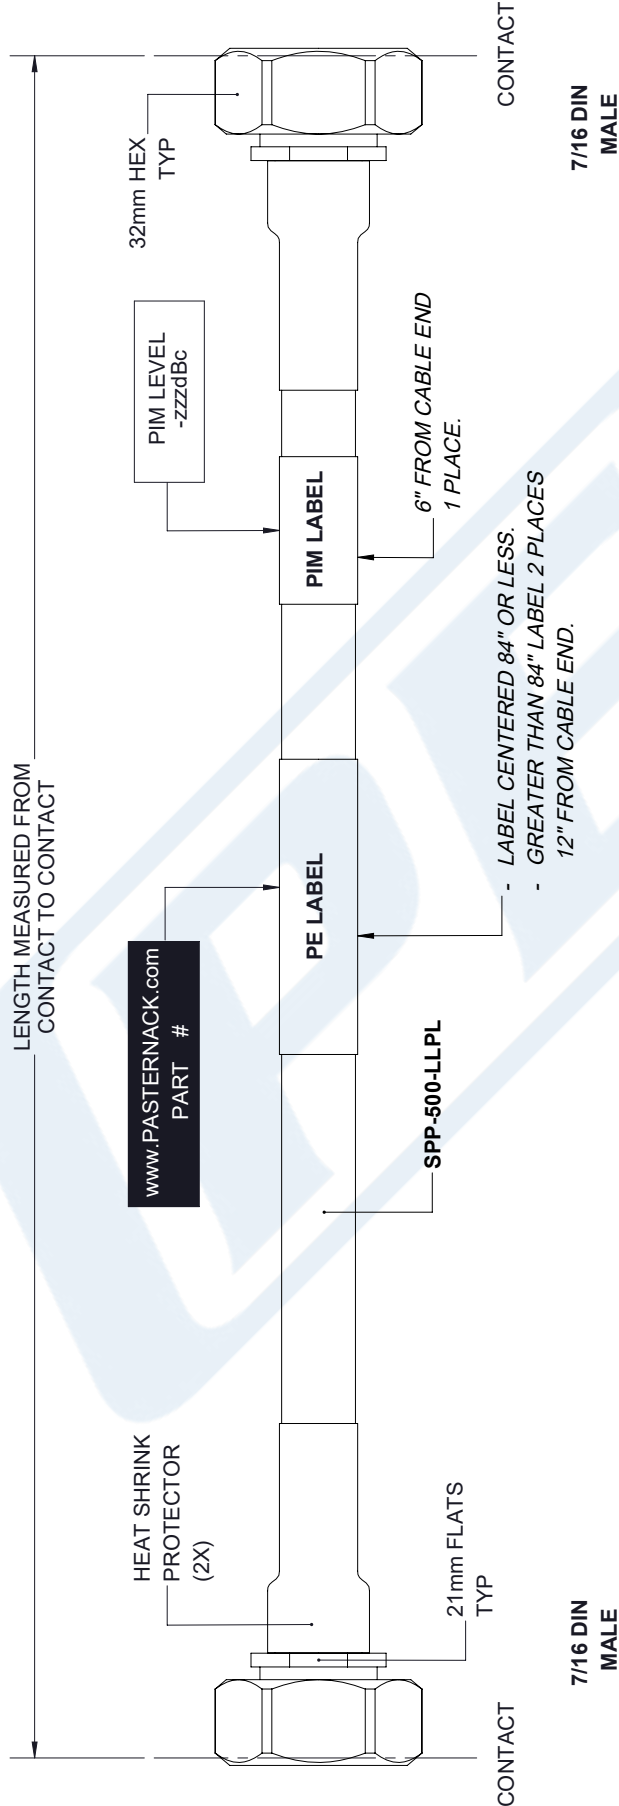 LENGTH MEASURED FROM
CONTACT TO CONTACT
HEAT SHRINK
PROTECTOR
(2X)
www.PASTERNACK.com
PART #
PIM LEVEL
-zzzdBc
32mm HEX
TYP
PE LABEL
PIM LABEL
21mm FLATS
TYP
SPP-500-LLPL
6" FROM CABLE END
1 PLACE.
- LABEL CENTERED 84" OR LESS.
- GREATER THAN 84" LABEL 2 PLACES
12" FROM CABLE END.
CONTACT
CONTACT
7/16 DIN
MALE
7/16 DIN
MALE